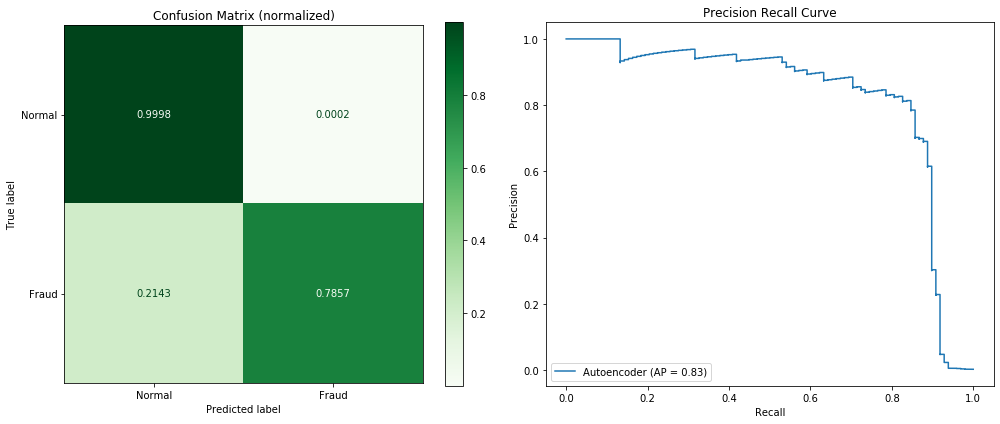 Confusion Matrix (normalized)
True label
Normal
Fraud
0.9998
0.0002
0.2143
0.7857
Normal
Fraud
Predicted label
0.8
0.6
0.4
0.2
Precision Recall Curve
Precision
1.0
0.8
0.6
0.4
0.2
0.0
Autoencoder (AP = 0.83)
0.0
0.2
0.4
0.6
0.8
1.0
Recall